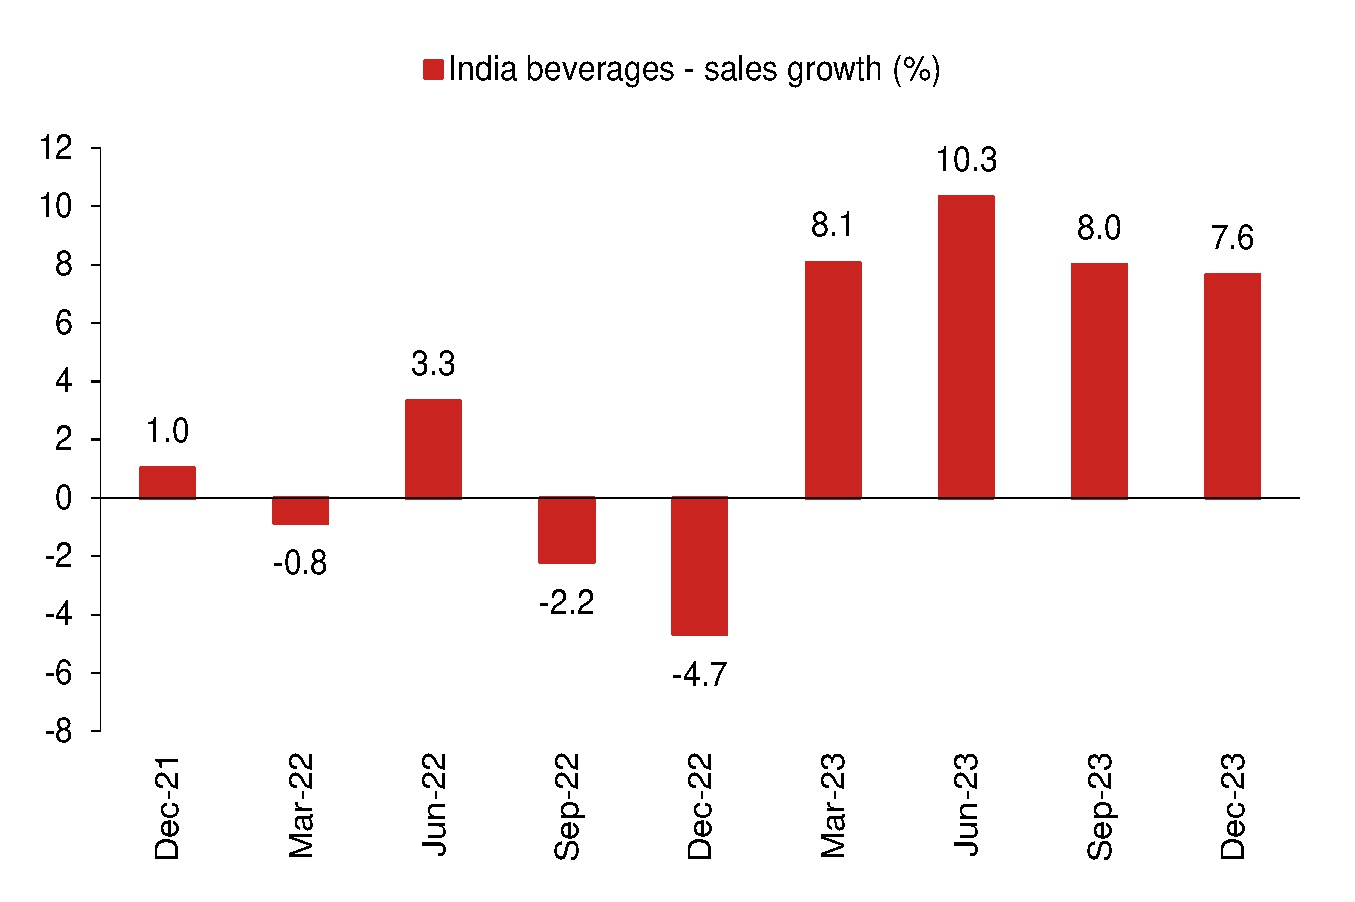 India beverages - sales growth (%)
12
10
8
6
4
2
0
-2
-4
-6
-8
1.0
-0.8
3.3
-2.2
-4.7
8.1
10.3
8.0
7.6
Dec-21
Mar-22
Jun-22
Sep-22
Dec-22
Mar-23
Jun-23
Sep-23
Dec-23